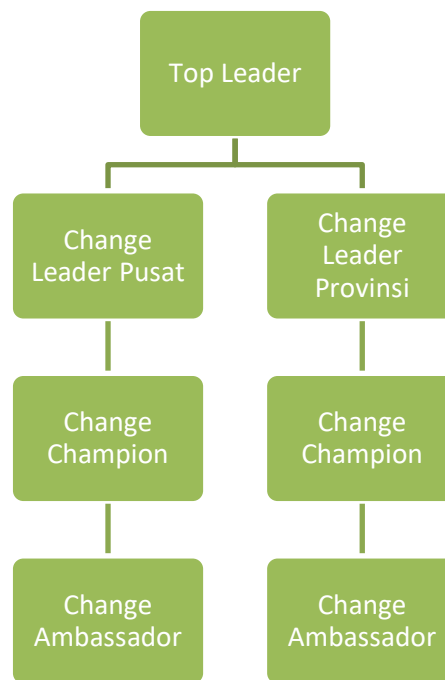 Top Leader
Change
Leader Pusat
Change
Leader
Provinsi
Change
Champion
Change
Champion
Change
Ambassador
Change
Ambassador